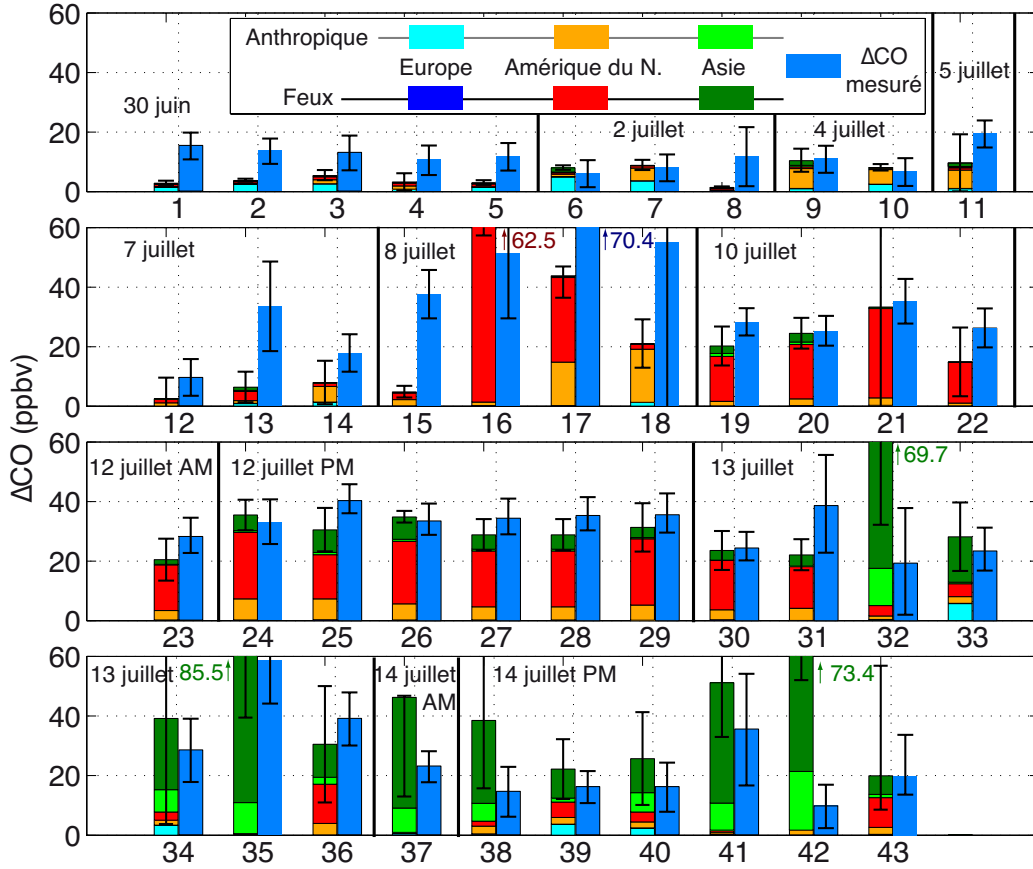 60
40
20
0
Anthropique
Europe
Amérique du N.
Asie
Feux
ΔCO
mesuré
30 juin
2 juillet
4 juillet
5 juillet
1 2 3 4 5 6 7 8 9 10 11
ΔCO (ppbv)
60
40
20
0
7 juillet
8 juillet
62.5
70.4
10 juillet
12 13 14 15 16 17 18 19 20 21 22
60
40
20
0
12 juillet AM
12 juillet PM
13 juillet
69.7
23 24 25 26 27 28 29 30 31 32 33
60
40
20
0
13 juillet
85.5
14 juillet
AM
14 juillet PM
73.4
34 35 36 37 38 39 40 41 42 43